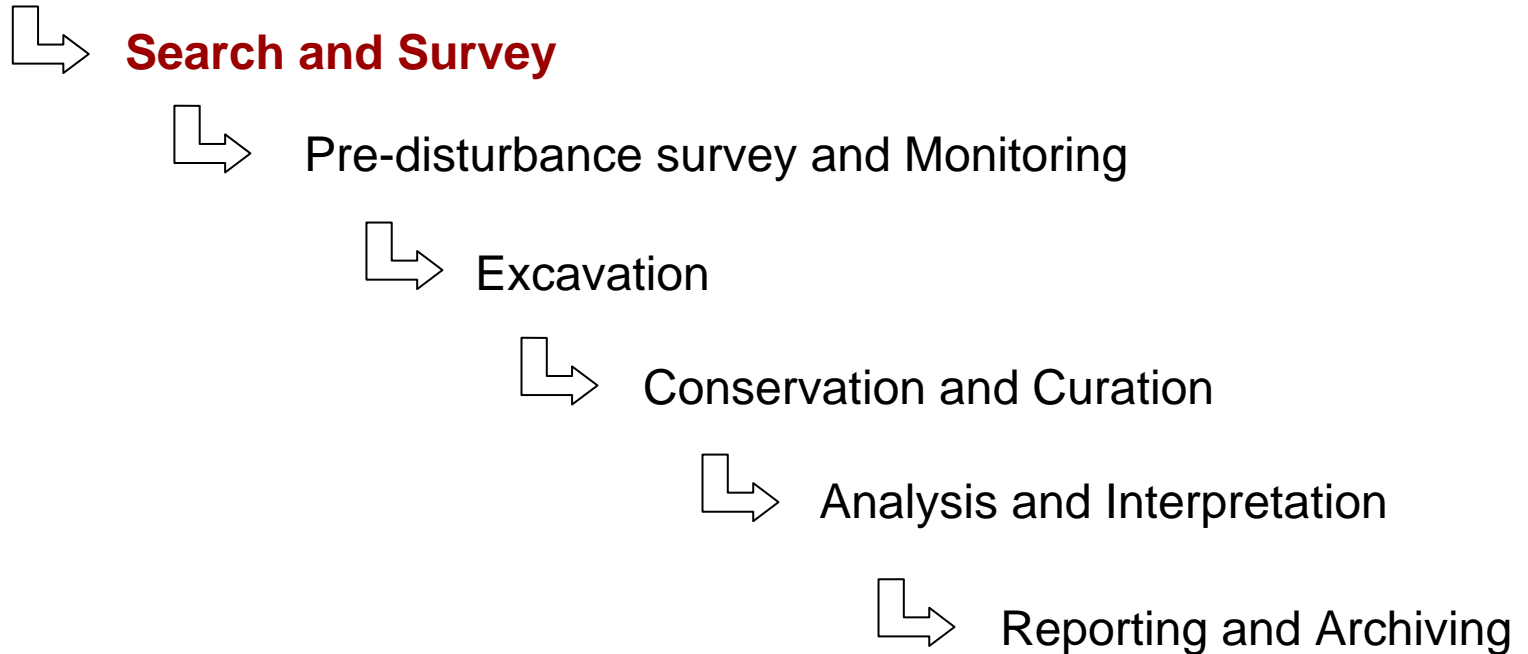 Search and Survey
Pre-disturbance survey and Monitoring
Excavation
Conservation and Curation
Analysis and Interpretation
Reporting and Archiving